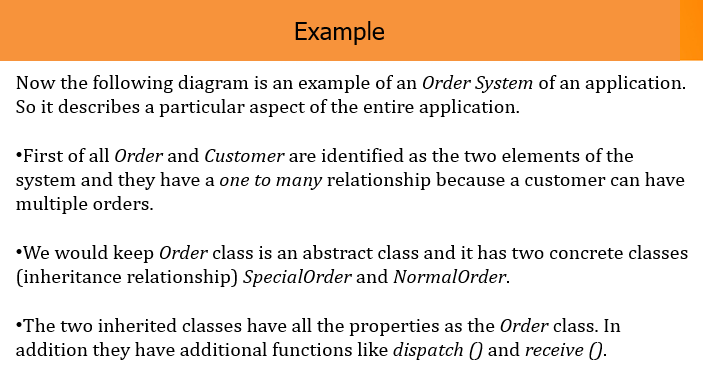 Example
Now the following diagram is an example of an Order System of an application.
So it describes a particular aspect of the entire application.
•First of all Order and Customer are identified as the two elements of the
system and they have a one to many relationship because a customer can have
multiple orders.
•We would keep Order class is an abstract class and it has two concrete classes
(inheritance relationship) SpecialOrder and NormalOrder.
•The two inherited classes have all the properties as the Order class. In
addition they have additional functions like dispatch () and receive ().